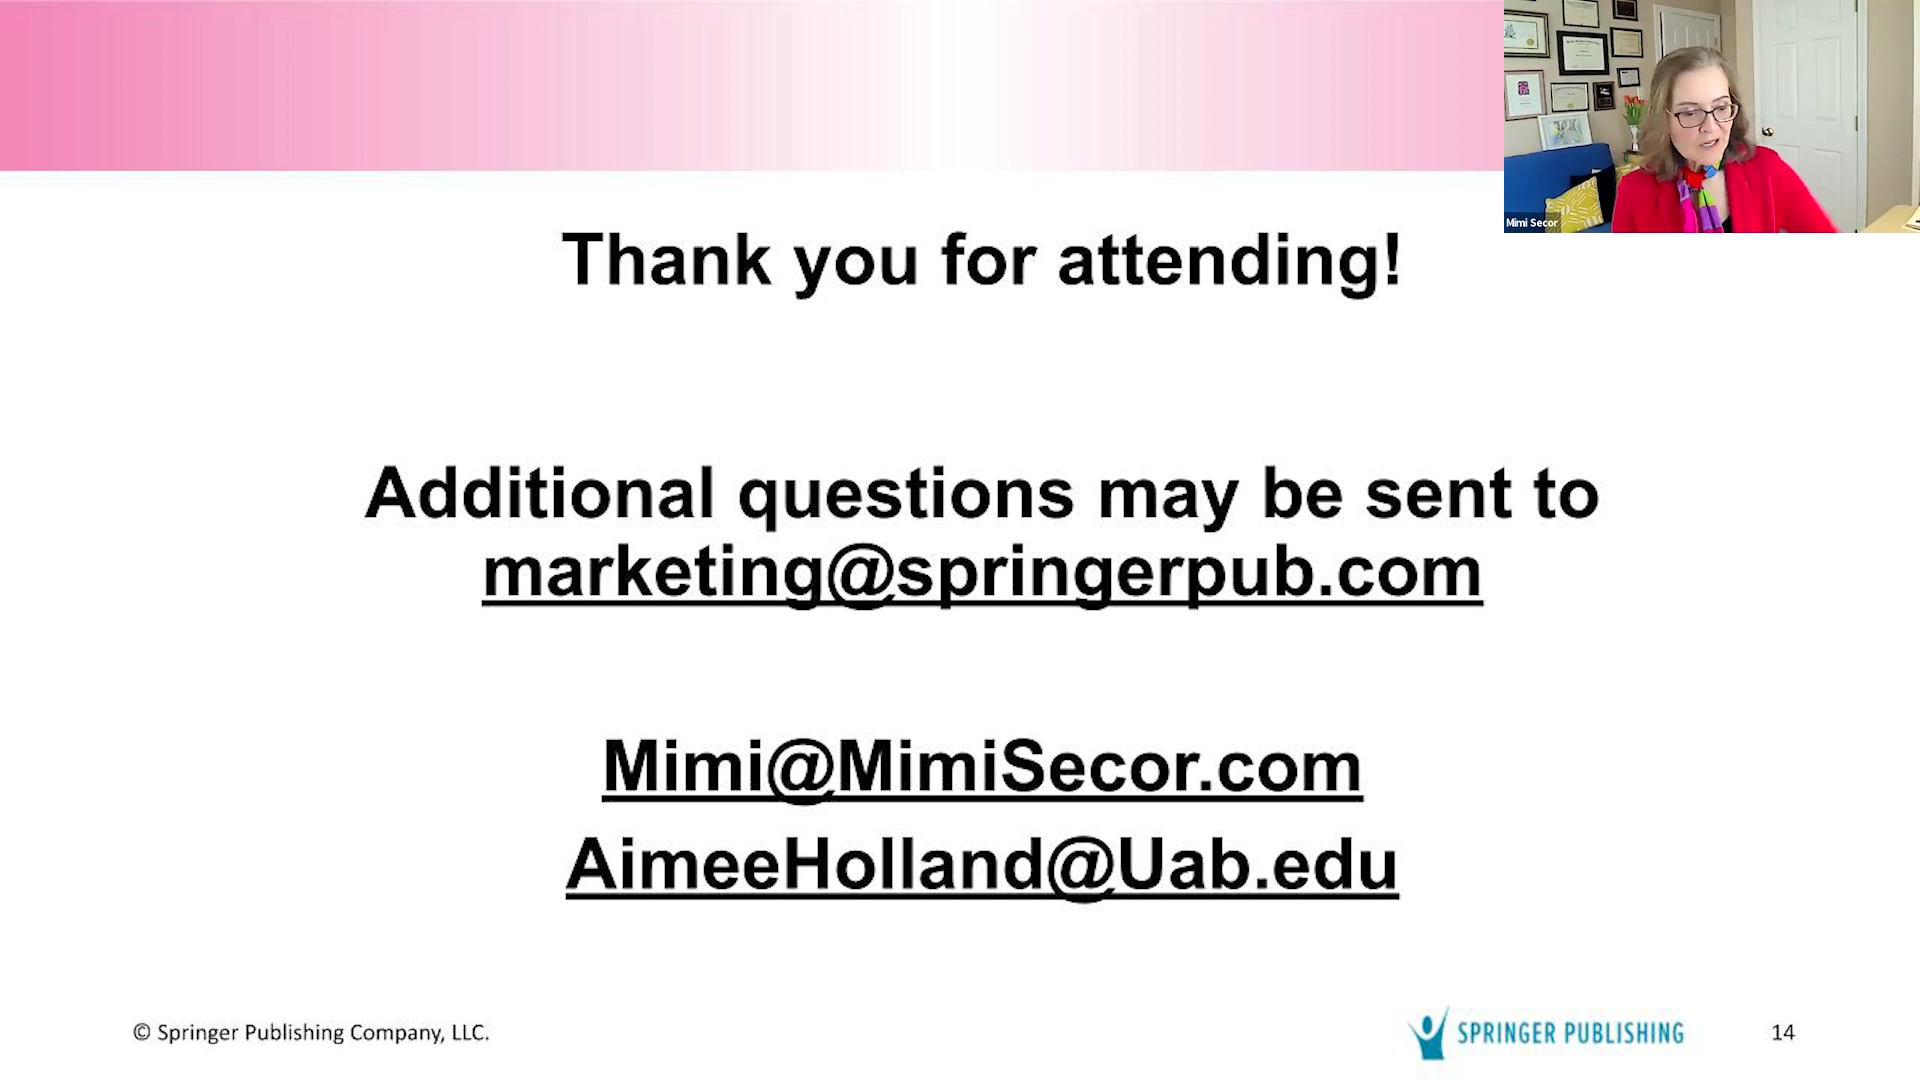 Mimi Secor
Thank you for attending!
Additional questions may be sent to
marketing@springerpub.com
Mimi@MimiSecor.com
AimeeHolland@Uab.edu
© Springer Publishing Company, LLC.
SPRINGER PUBLISHING
14